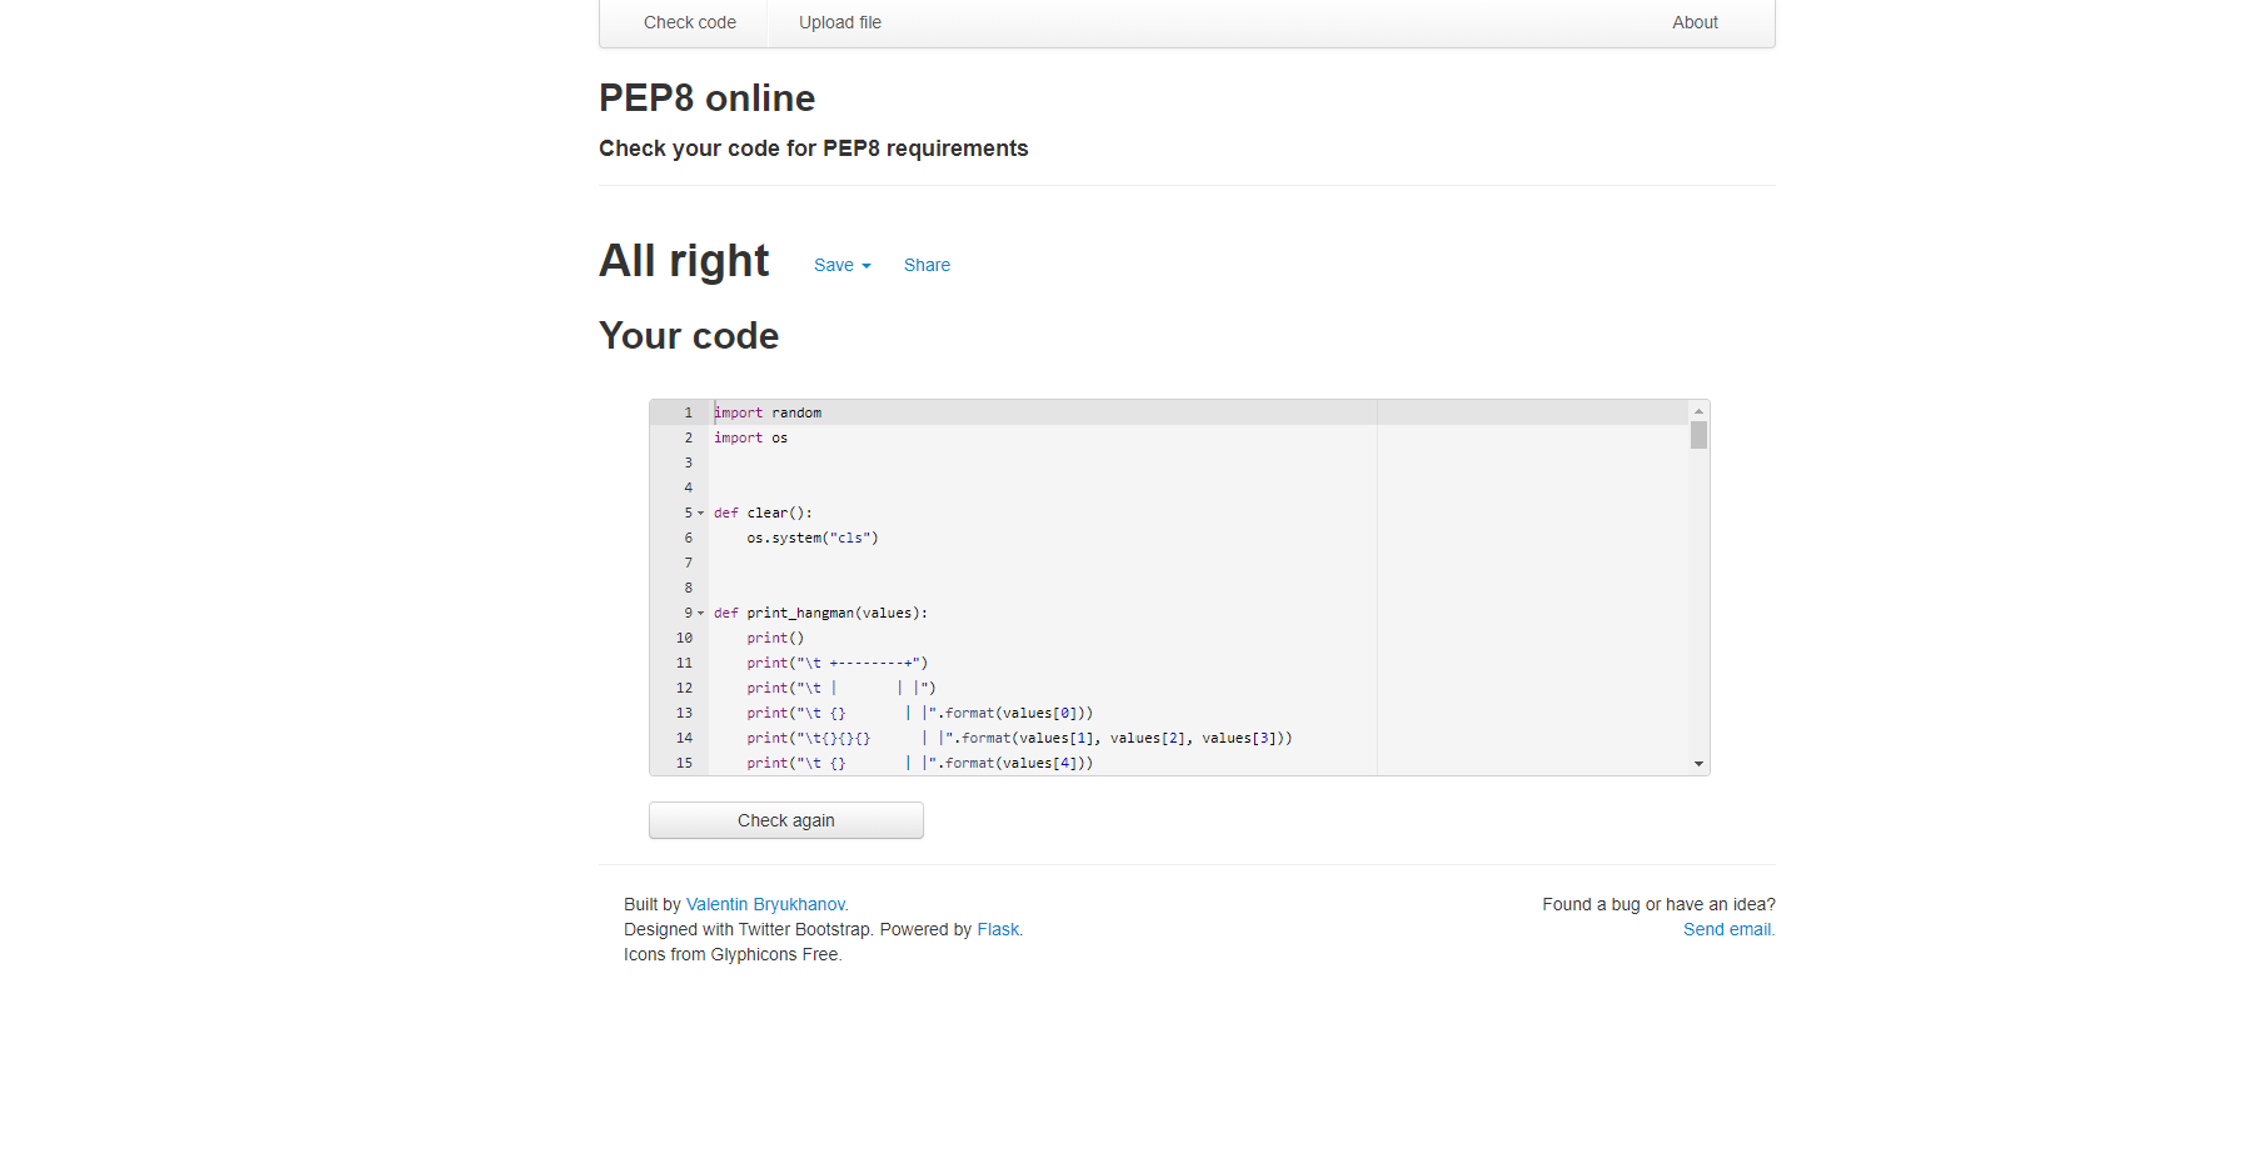 Check code Upload file About
PEP8 online
Check your code for PEP8 requirements
All right Save Share
Your code
1 import random
2 import os
3
4
5 def clear():
6     os.system("cls")
7
8
9 def print_hangman(values):
10     print()
11     print("\t +--------+")
12     print("\t |       | |")
13     print("\t {}       | |".format(values[0]))
14     print("\t{}{}{}      | |".format(values[1], values[2], values[3]))
15     print("\t {}       | |".format(values[4]))
Check again
Built by Valentin Bryukhanov. Found a bug or have an idea?
Designed with Twitter Bootstrap. Powered by Flask. Send email.
Icons from Glyphicons Free.